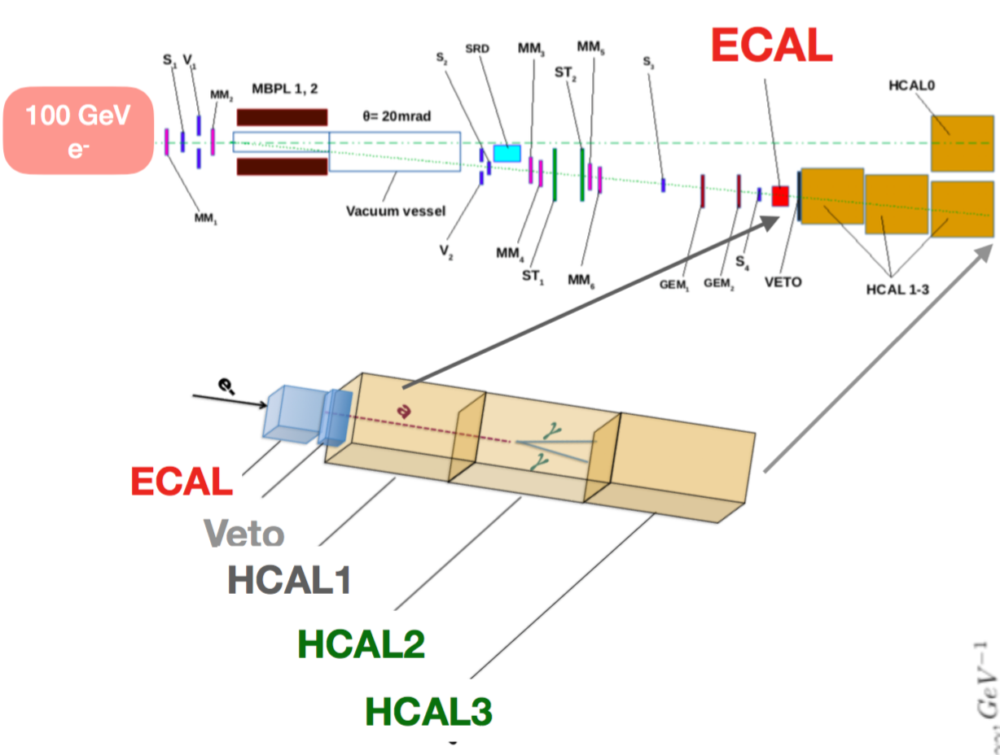 ECAL
SRD
MM₃
MM₅
S₂
S₁ V₁
ST₂
S₃
MBPL 1, 2
HCAL0
MM₂
100 GeV
e⁻
θ= 20mrad
Vacuum vessel
MM₁
V₂
MM₄
ST₁
MM₆
GEM₁
GEM₂
S₄
VETO
HCAL 1-3
e⁻
a
γ
γ
ECAL
Veto
HCAL1
HCAL2
HCAL3
GeV⁻¹